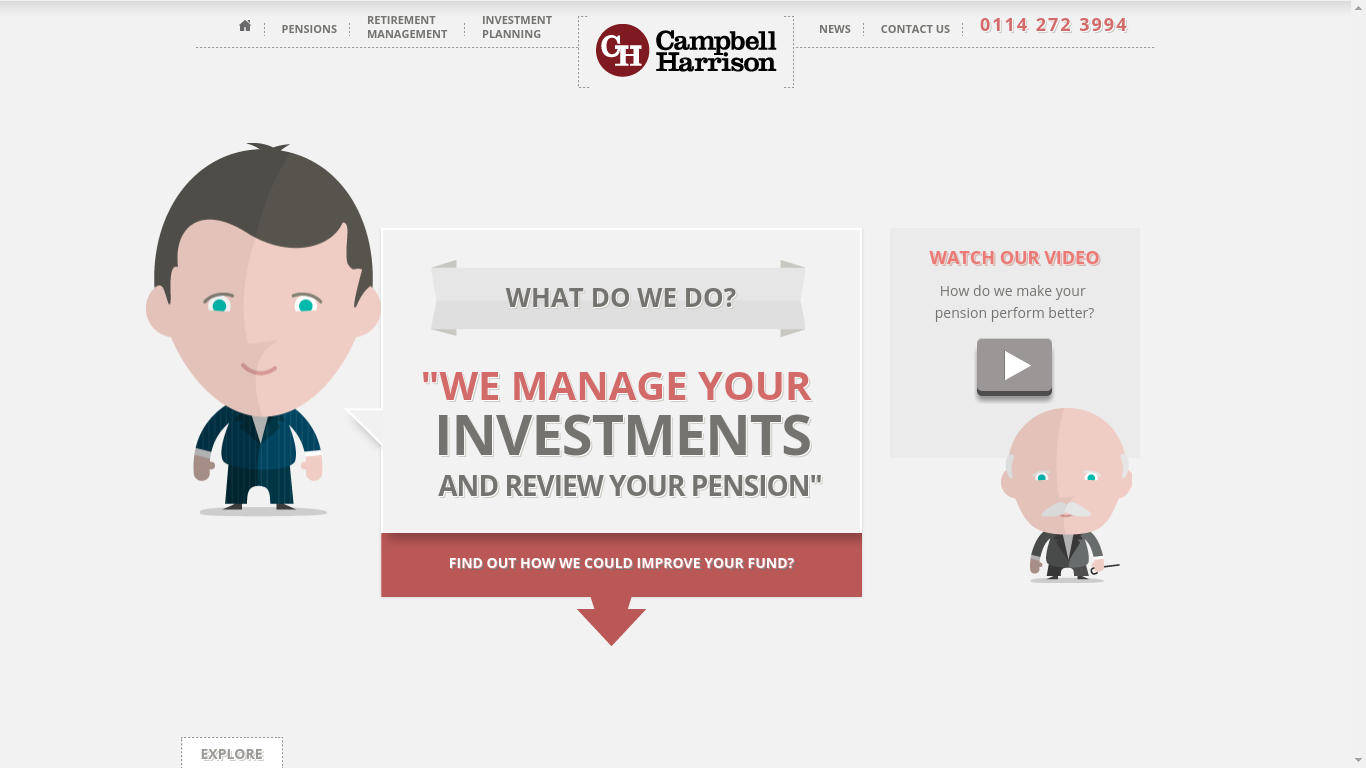 PENSIONS
RETIREMENT
MANAGEMENT
INVESTMENT
PLANNING
CH Campbell
Harrison
NEWS
CONTACT US
0114 272 3994
WHAT DO WE DO?
"WE MANAGE YOUR
INVESTMENTS
AND REVIEW YOUR PENSION"
FIND OUT HOW WE COULD IMPROVE YOUR FUND?
WATCH OUR VIDEO
How do we make your
pension perform better?
EXPLORE